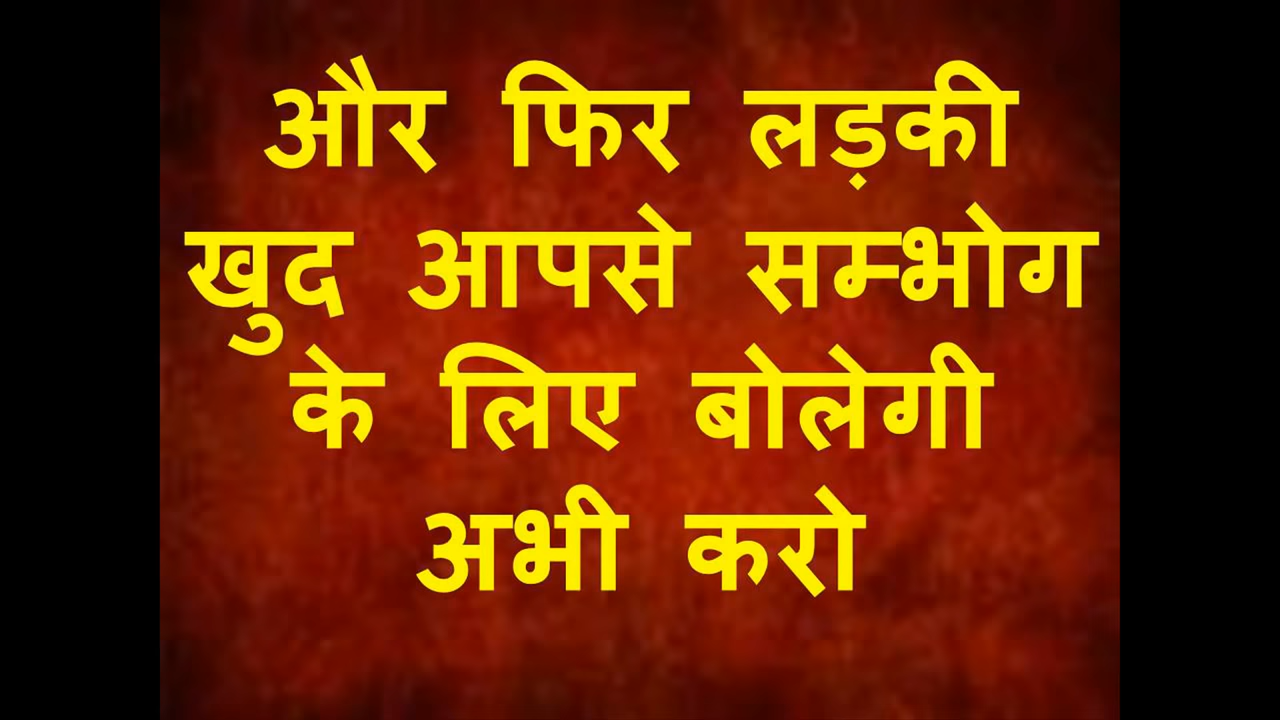 और फिर लड़की
खुद आपसे सम्भोग
के लिए बोलेगी
अभी करो